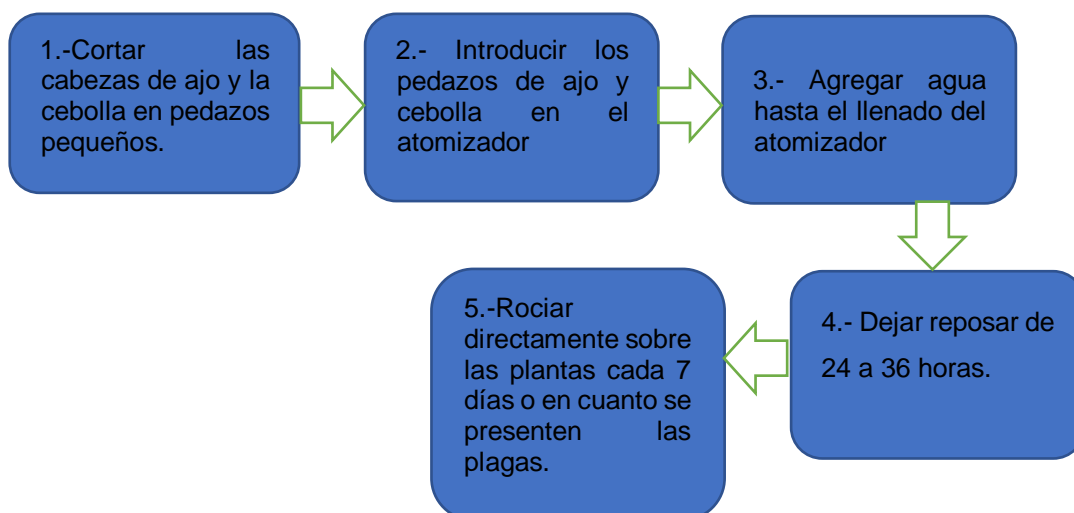 1.-Cortar las
cabezas de ajo y la
cebolla en pedazos
pequeños.
2.- Introducir los
pedazos de ajo y
cebolla en el
atomizador
3.- Agregar agua
hasta el llenado del
atomizador
4.- Dejar reposar de
24 a 36 horas.
5.-Rociar
directamente sobre
las plantas cada 7
días o en cuanto se
presenten las
plagas.